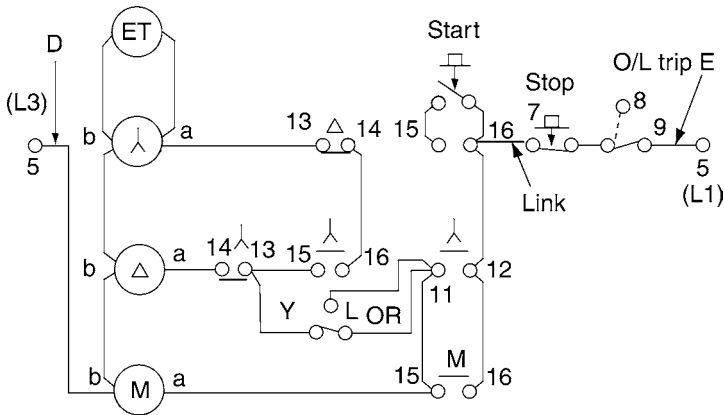 ET
D
Start
Stop
O/L trip E
(L3)
5
b
a
13
14
15
16
7
8
9
5
(L1)
Link
b
a
14
13
15
16
11
12
Y
L
OR
b
M
a
15
M
16